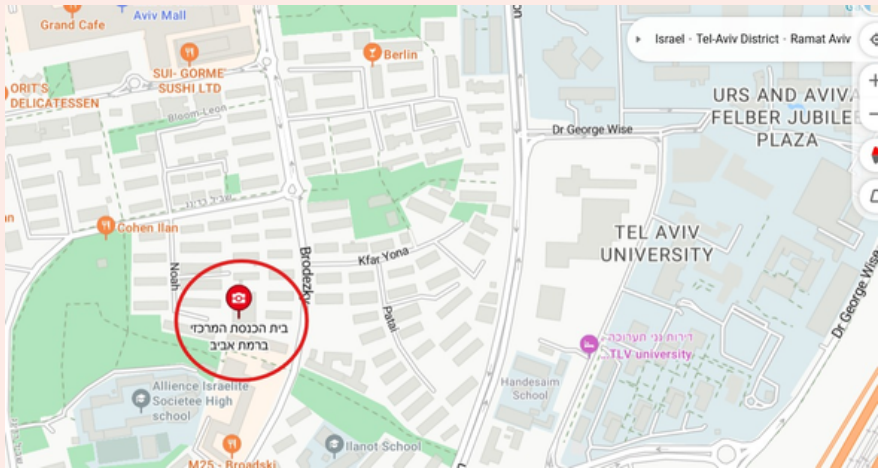 Grand Cafe
Aviv Mall
SUI- GORME
SUSHI LTD
Berlin
Israel - Tel-Aviv District - Ramat Aviv
ORIT'S
DELICATESSEN
Bloom-Leon
URS AND AVIVA
FELBER JUBILEE
PLAZA
Dr George Wise
Cohen Ilan
TEL AVIV
UNIVERSITY
Noah
Brodezky
Kfar Yona
Patai
Dr George Wise
בית הכנסת המרכזי
ברמת אביב
דירות גני תערוכה
TLV university
Handesaim
School
Allience Israelite
Societee High
school
Ilanot School
M25 - Brodski